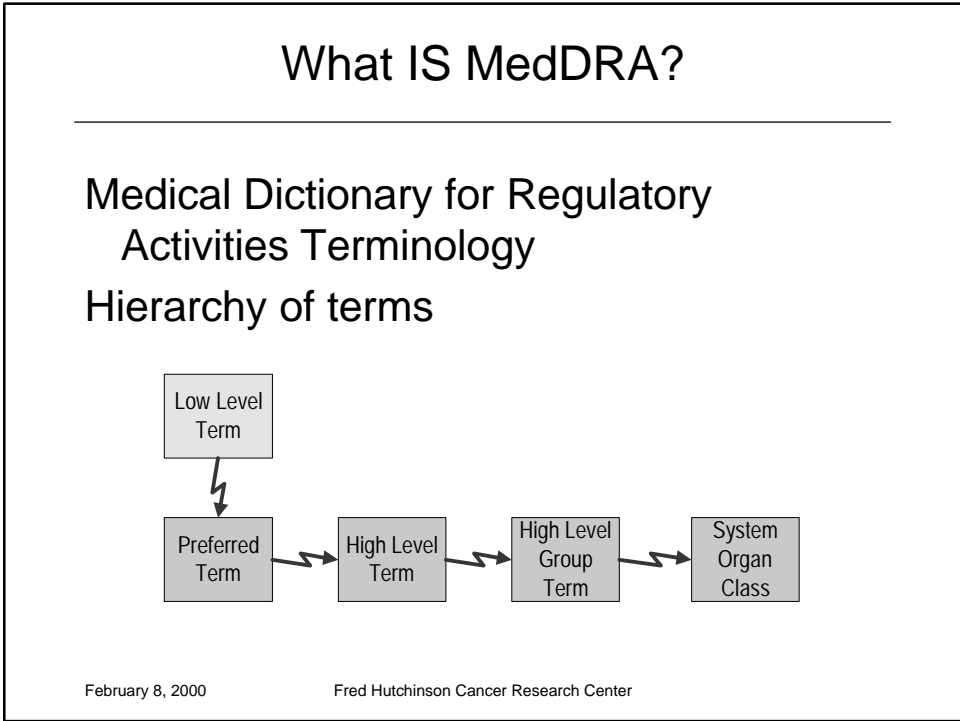 What IS MedDRA?
Medical Dictionary for Regulatory
Activities Terminology
Hierarchy of terms
Low Level
Term
Preferred
Term
High Level
Term
High Level
Group
Term
System
Organ
Class
February 8, 2000
Fred Hutchinson Cancer Research Center